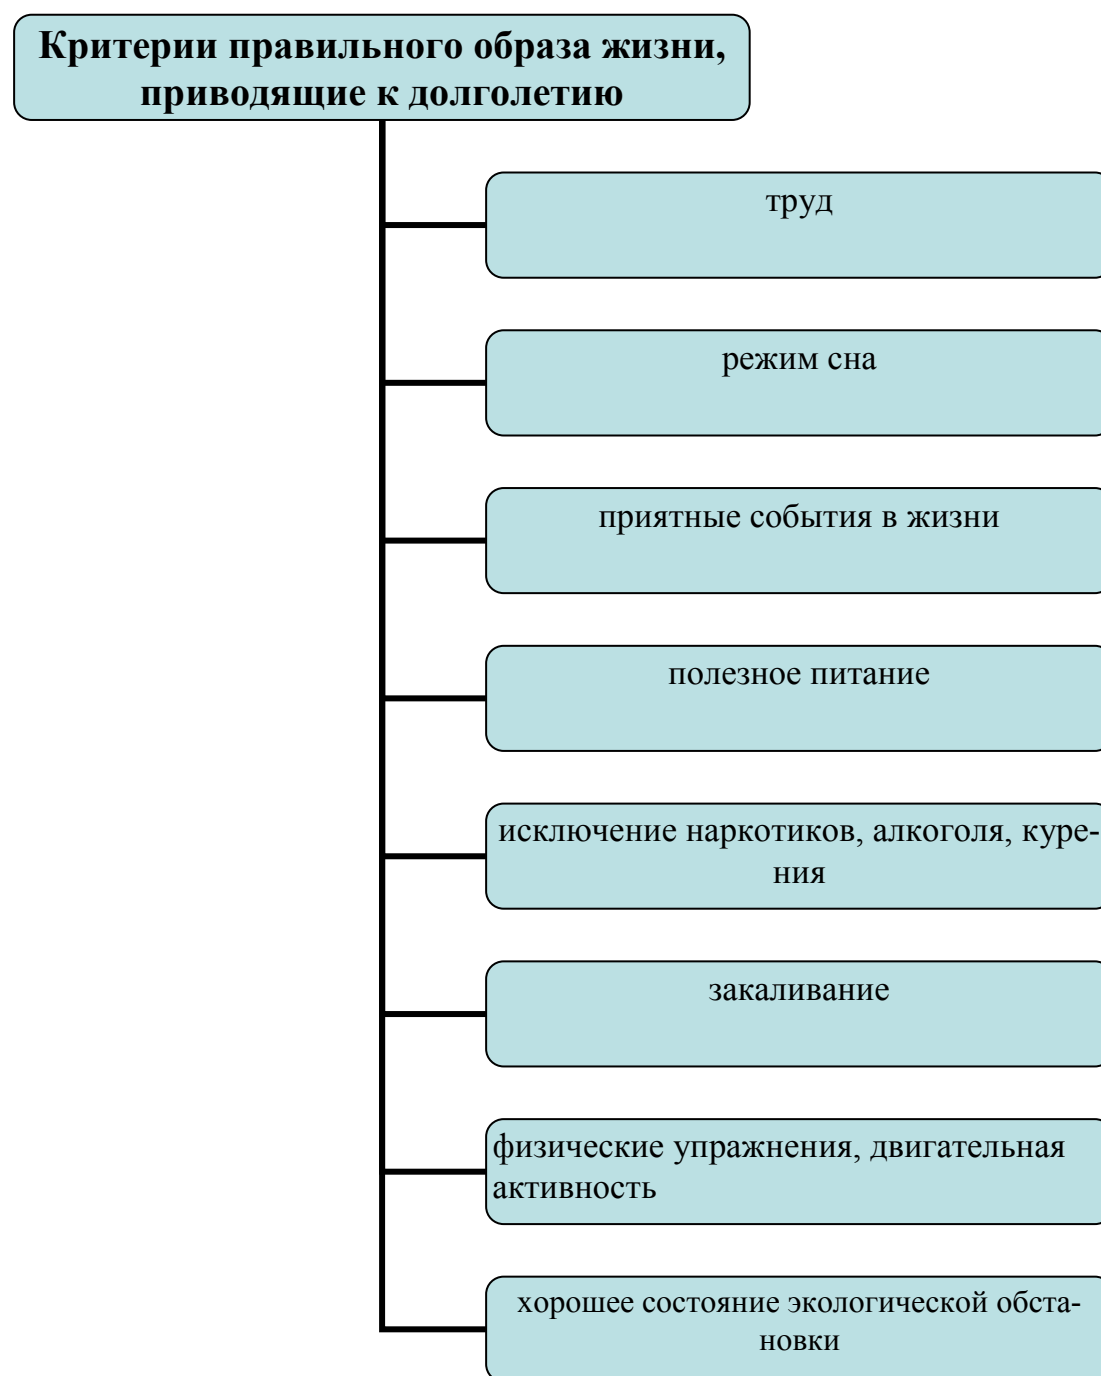 Критерии правильного образа жизни,
приводящие к долголетию
труд
режим сна
приятные события в жизни
полезное питание
исключение наркотиков, алкоголя, куре-
ния
закаливание
физические упражнения, двигательная
активность
хорошее состояние экологической обста-
новки